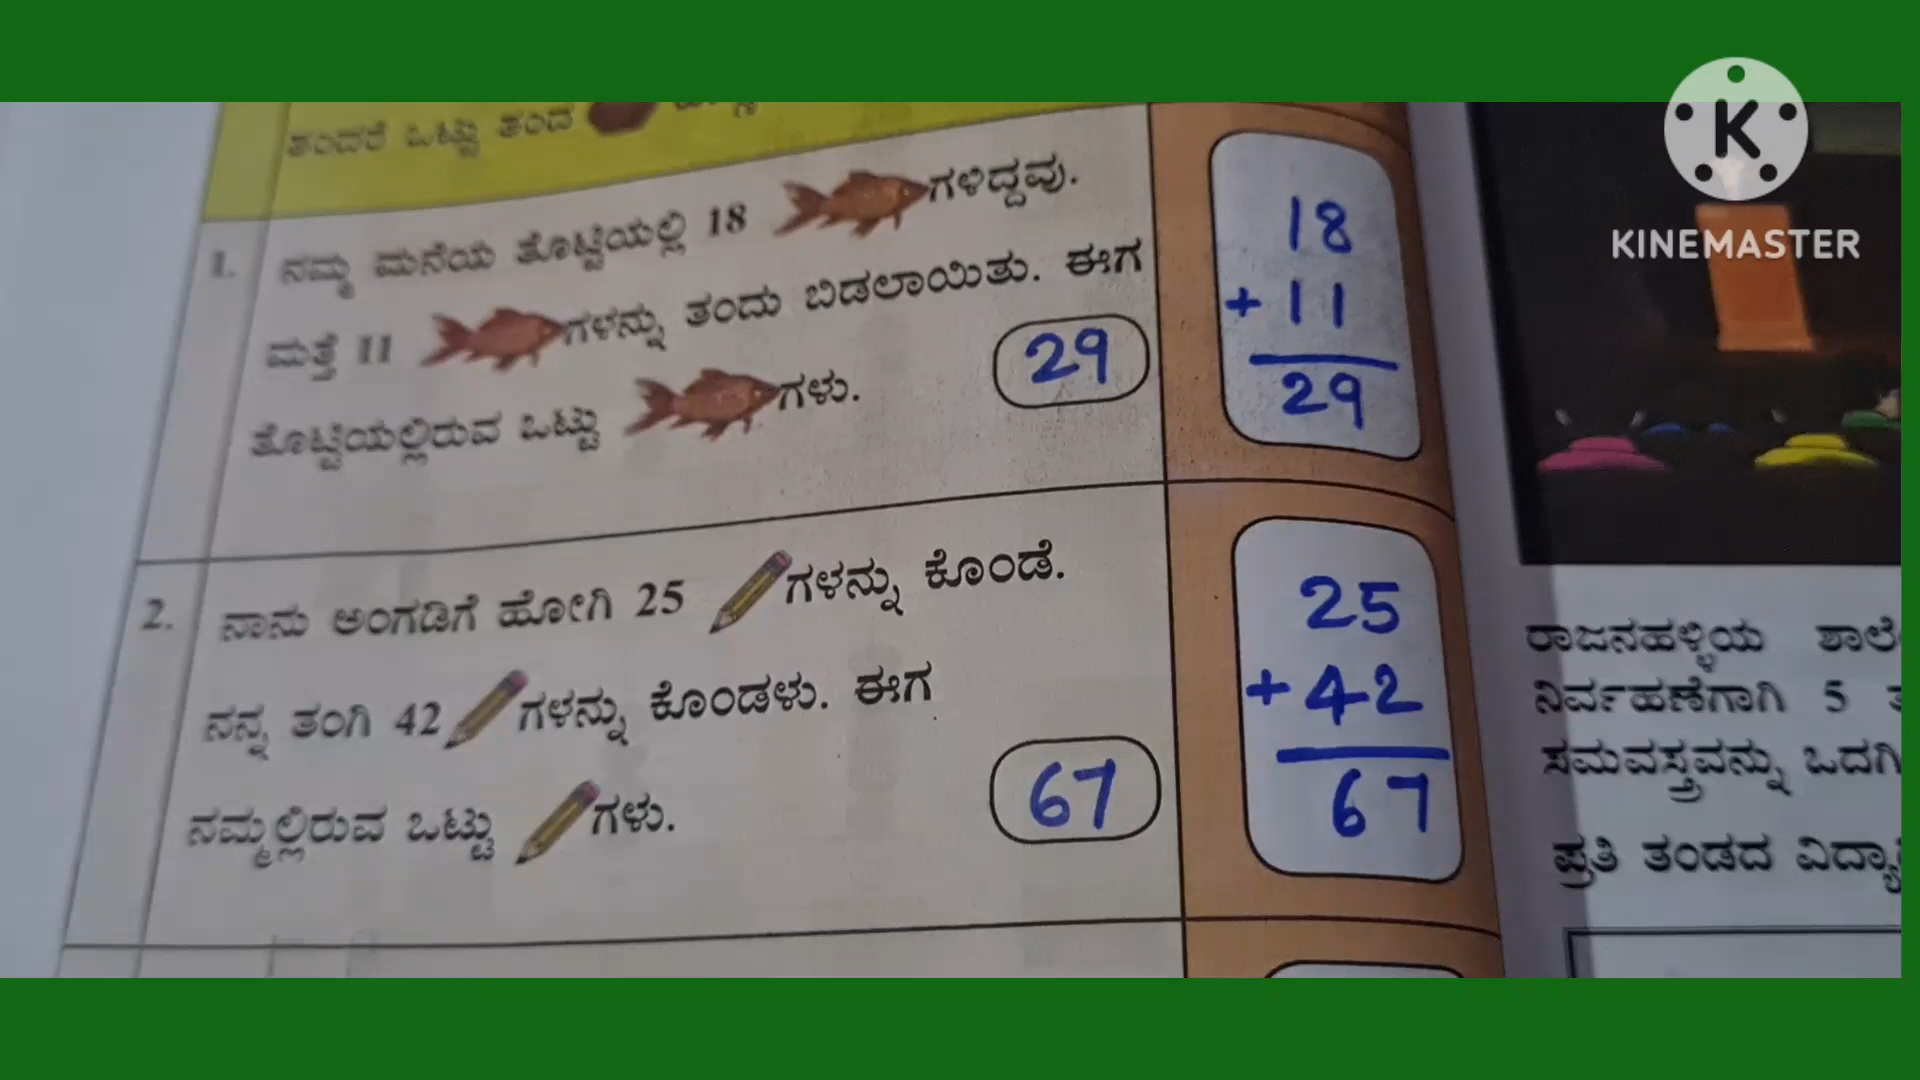 ತಂದರೆ ಒಟ್ಟು ತಂದ
1. ನಮ್ಮ ಮನೆಯ ತೊಟ್ಟಿಯಲ್ಲಿ 18 ಗಳಿದ್ದವು.
ಮತ್ತೆ 11 ಗಳನ್ನು ತಂದು ಬಿಡಲಾಯಿತು. ಈಗ
ತೊಟ್ಟಿಯಲ್ಲಿರುವ ಒಟ್ಟು ಗಳು. 29
18
+ 11
29
2. ನಾನು ಅಂಗಡಿಗೆ ಹೋಗಿ 25 ಗಳನ್ನು ಕೊಂಡೆ.
ನನ್ನ ತಂಗಿ 42 ಗಳನ್ನು ಕೊಂಡಳು. ಈಗ
ನಮ್ಮಲ್ಲಿರುವ ಒಟ್ಟು ಗಳು. 67
25
+ 42
67
K
KINEMASTER
ರಾಜನಹಳ್ಳಿಯ
ನಿರ್ವಹಣೆಗಾಗಿ 5
ಸಮವಸ್ತ್ರವನ್ನು
ಪ್ರತಿ ತಂಡದ